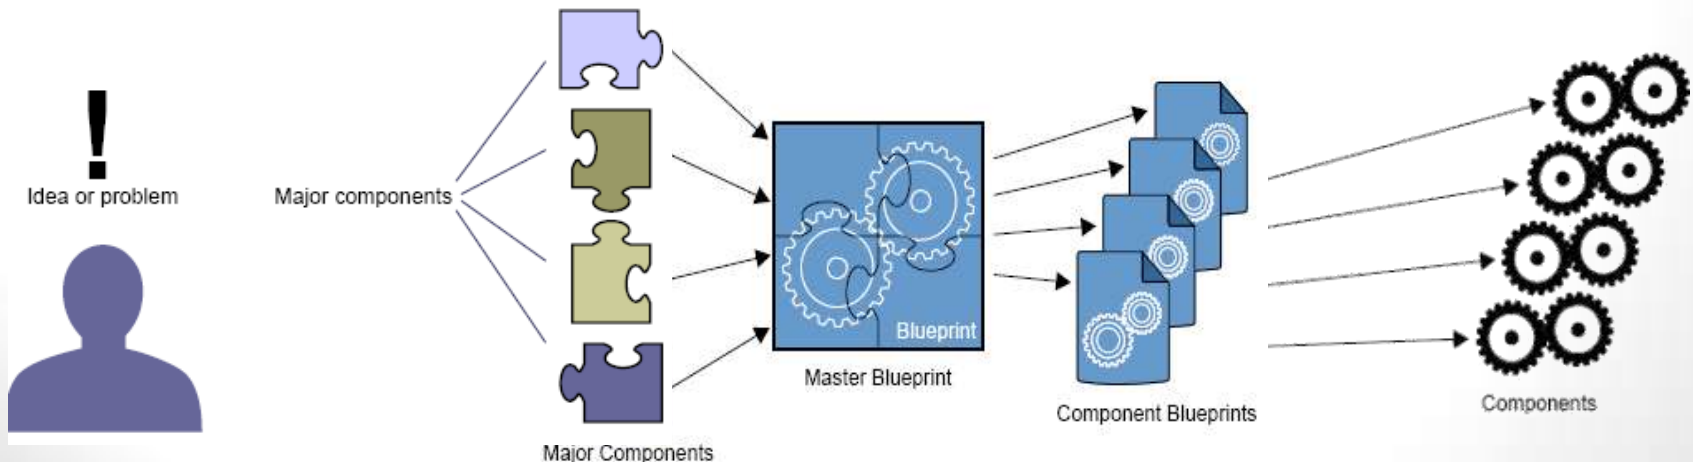 !
Idea or problem
Major components
Major Components
Blueprint
Master Blueprint
Component Blueprints
Components